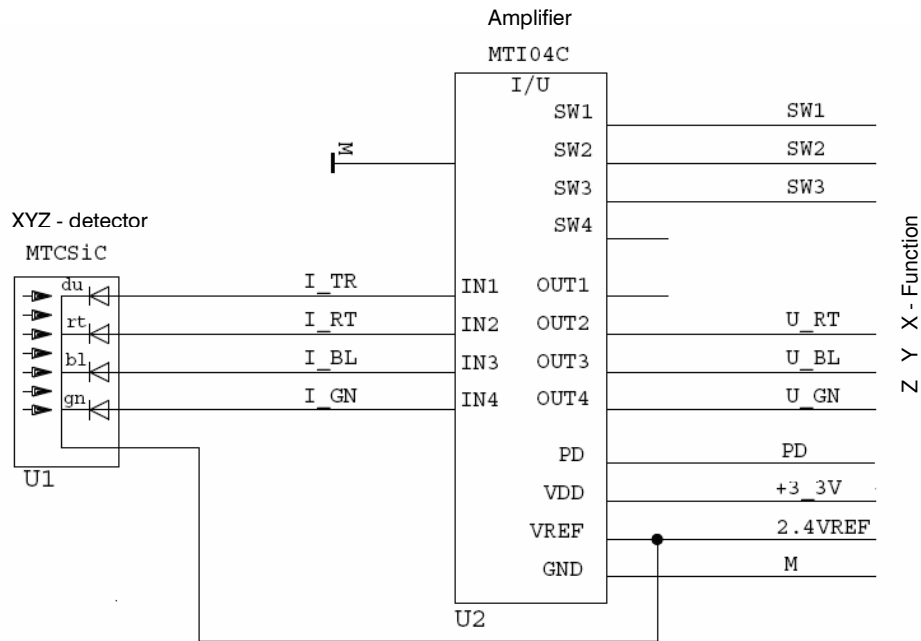 Amplifier
MTI04C
I/U
SW1
SW1
SW2
SW2
M
SW3
SW3
SW4
XYZ - detector
MTCSiC
du
I_TR
IN1
OUT1
rt
I_RT
IN2
OUT2
U_RT
bl
I_BL
IN3
OUT3
U_BL
gn
I_GN
IN4
OUT4
U_GN
Z Y X - Function
PD
PD
U1
VDD
+3_3V
VREF
2.4VREF
GND
M
U2